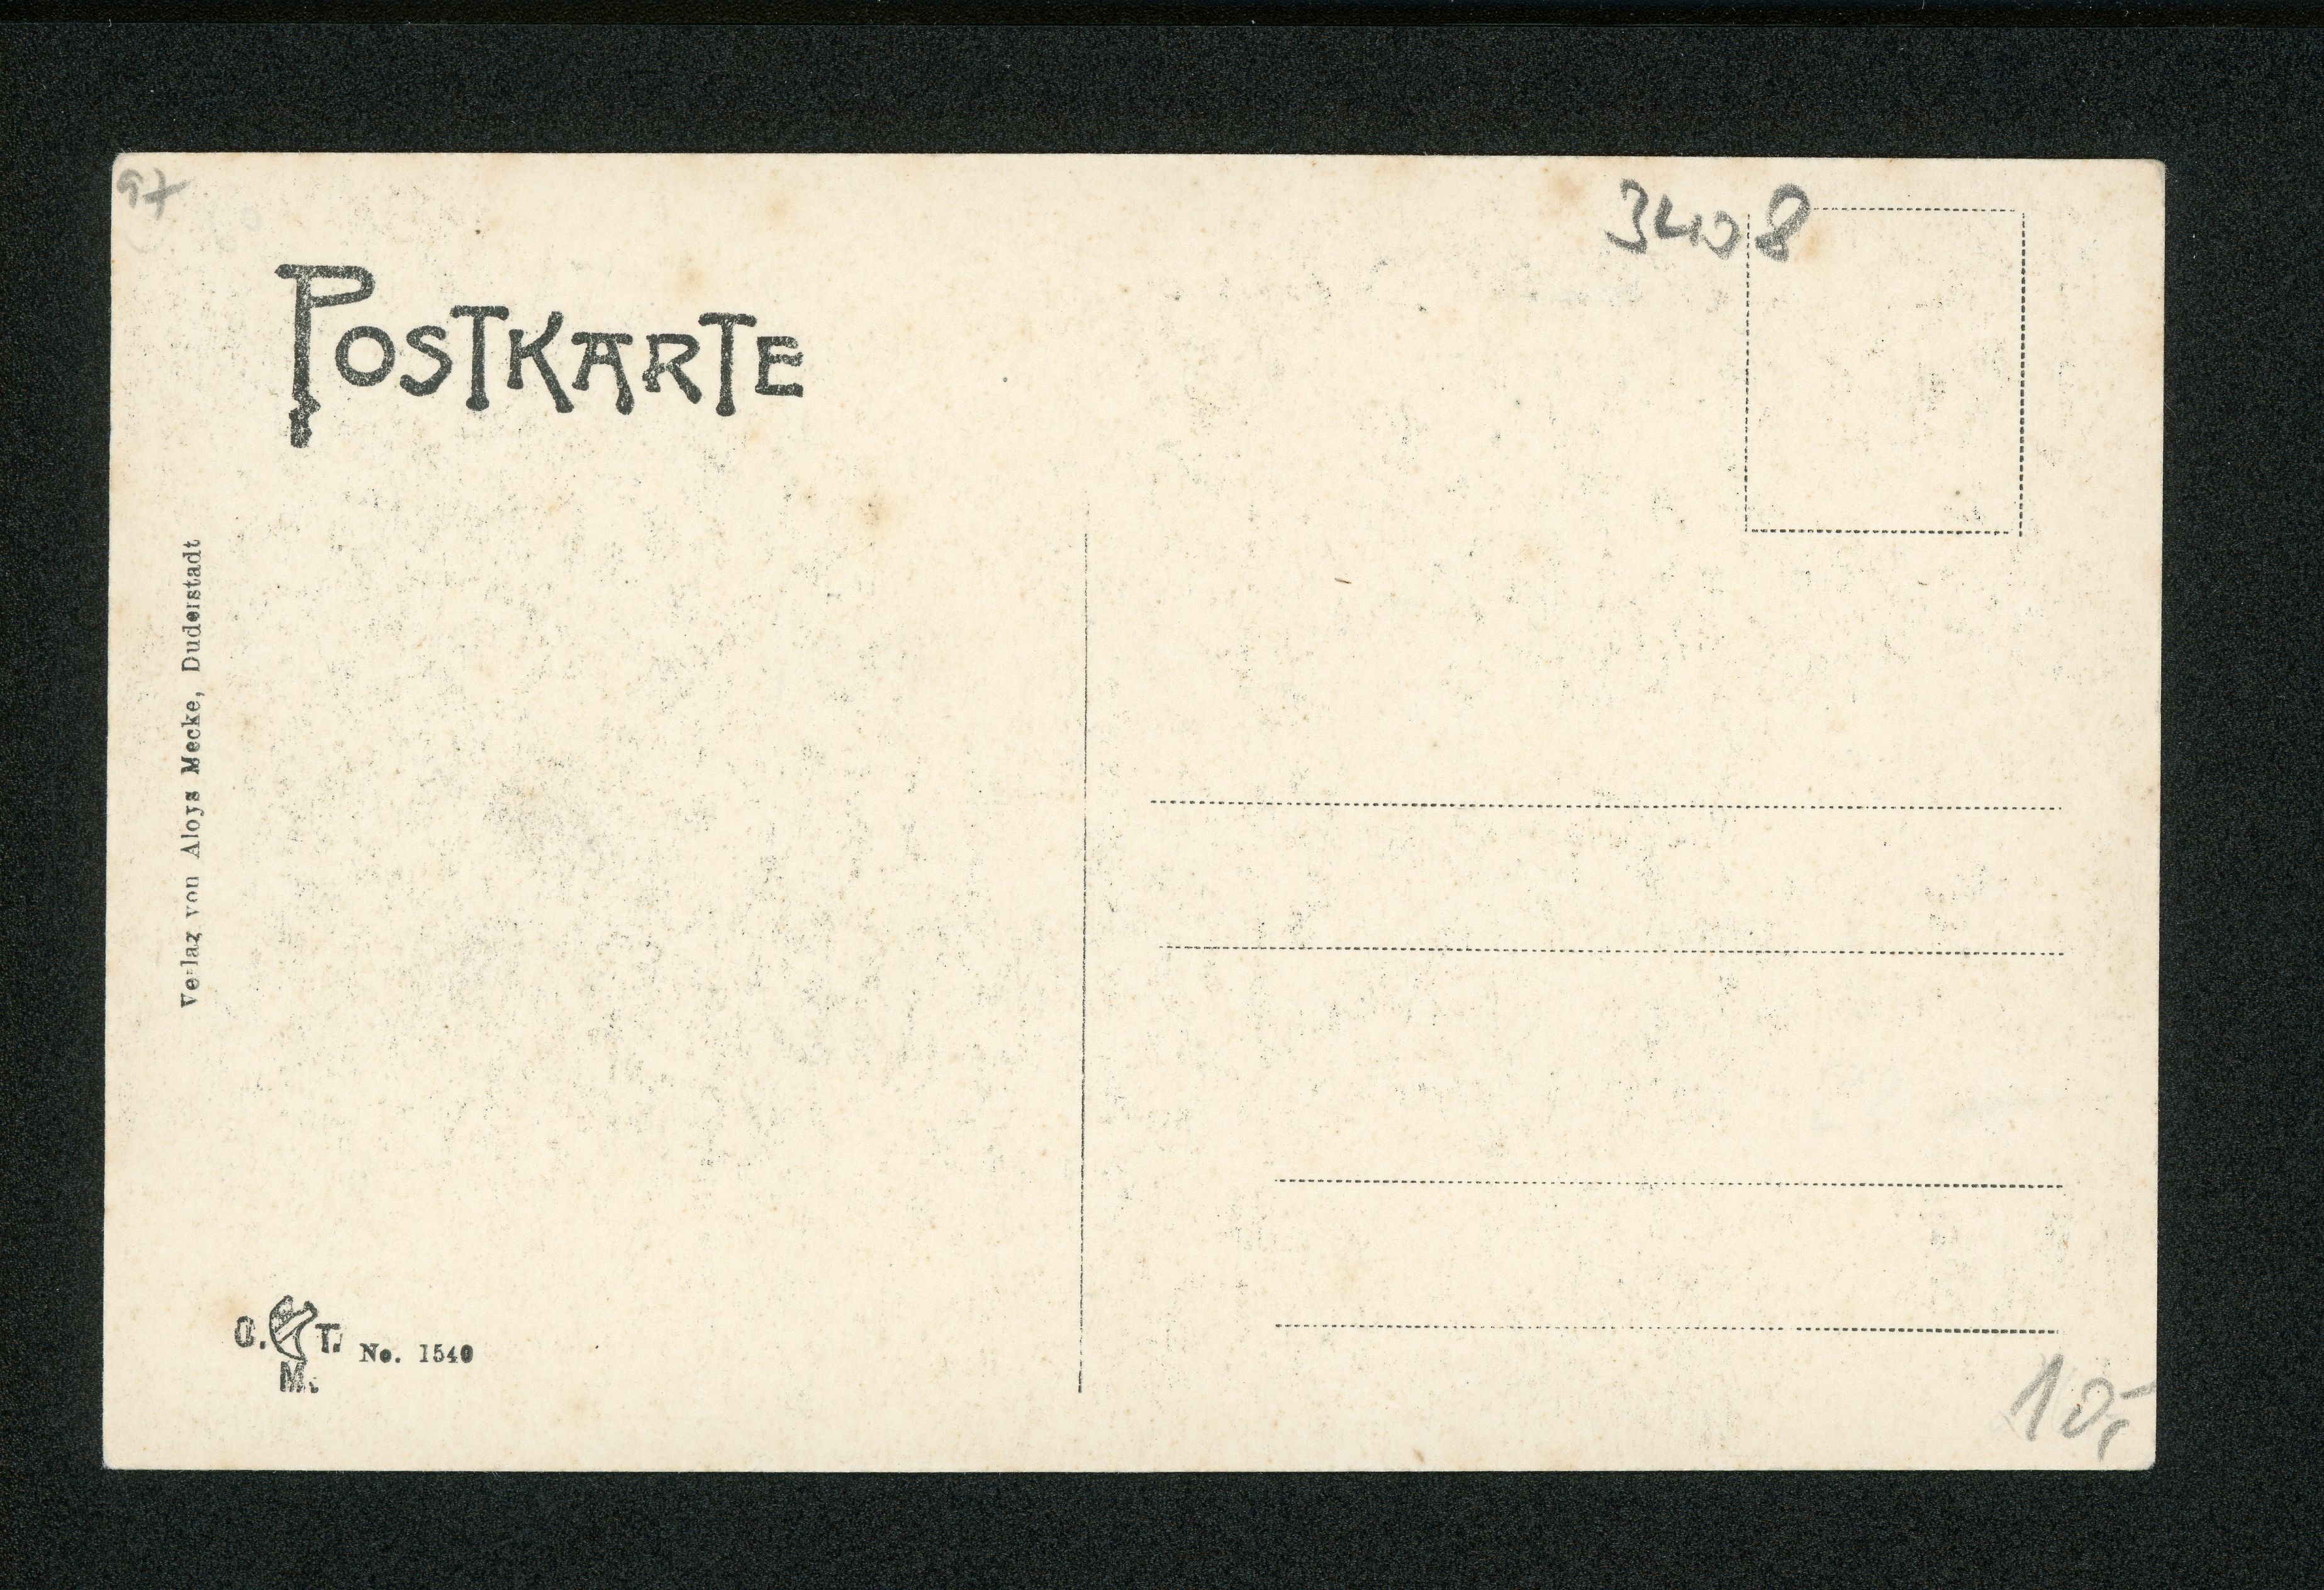 97
3408
POSTKARTE
Verlag von Aloys Mecke, Duderstadt
C. T.
M.
No. 1540
10,-